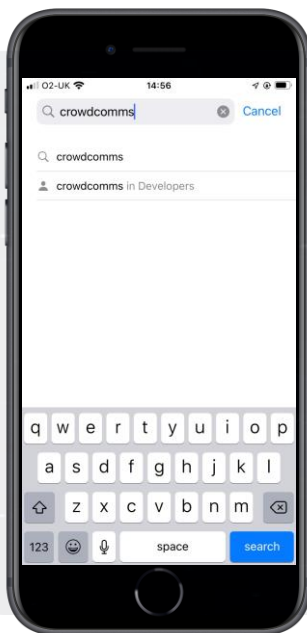 O2-UK 14:56
crowdcomms Cancel
crowdcomms
crowdcomms in Developers
q w e r t y u i o p
a s d f g h j k l
z x c v b n m
123 space search